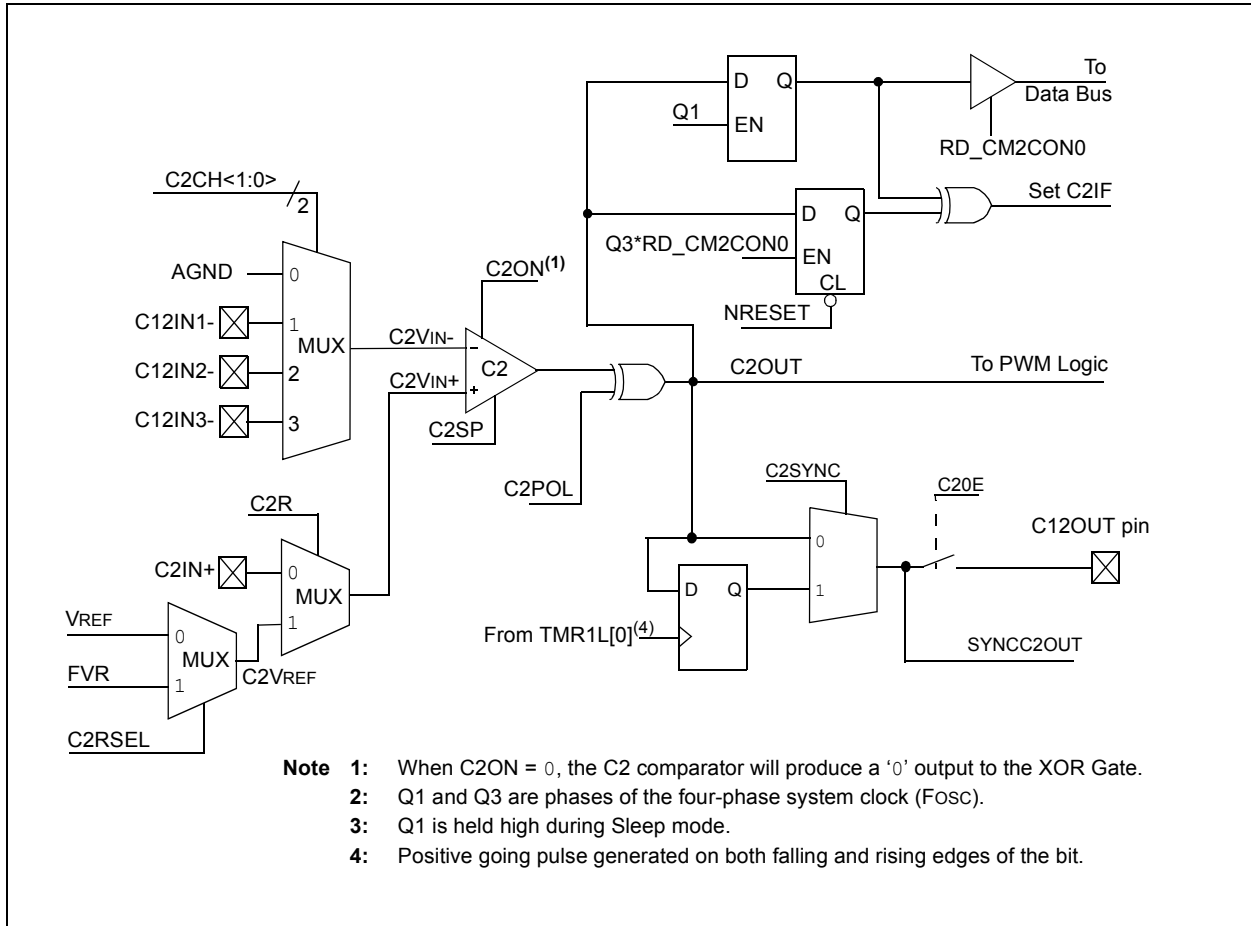 D Q
To
Data Bus
Q1
EN
RD_CM2CON0
C2CH<1:0>
2
Set C2IF
D Q
Q3*RD_CM2CON0
EN
CL
NRESET
AGND
0
C12IN1-
1
MUX
C12IN2-
2
C12IN3-
3
C2ON(1)
C2VIN-
-
C2
C2VIN+
+
C2SP
C2POL
C2OUT
To PWM Logic
C2R
C2IN+
0
MUX
1
VREF
0
MUX
FVR
1
C2VREF
C2RSEL
C2SYNC
C20E
C12OUT pin
0
1
D Q
From TMR1L[0](4)
SYNCC2OUT
Note 1: When C2ON = 0, the C2 comparator will produce a ‘0’ output to the XOR Gate.
2: Q1 and Q3 are phases of the four-phase system clock (FOSC).
3: Q1 is held high during Sleep mode.
4: Positive going pulse generated on both falling and rising edges of the bit.